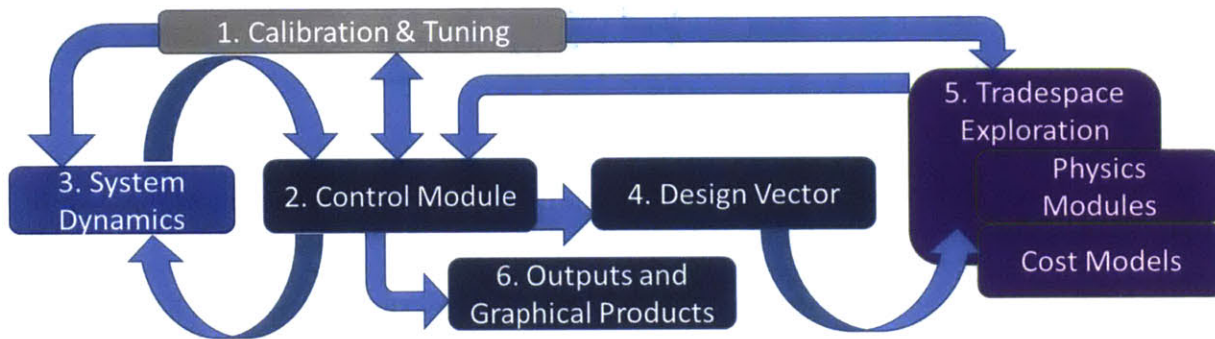 1. Calibration & Tuning
5. Tradespace
Exploration
Physics
Modules
Cost Models
3. System
Dynamics
2. Control Module
4. Design Vector
6. Outputs and
Graphical Products